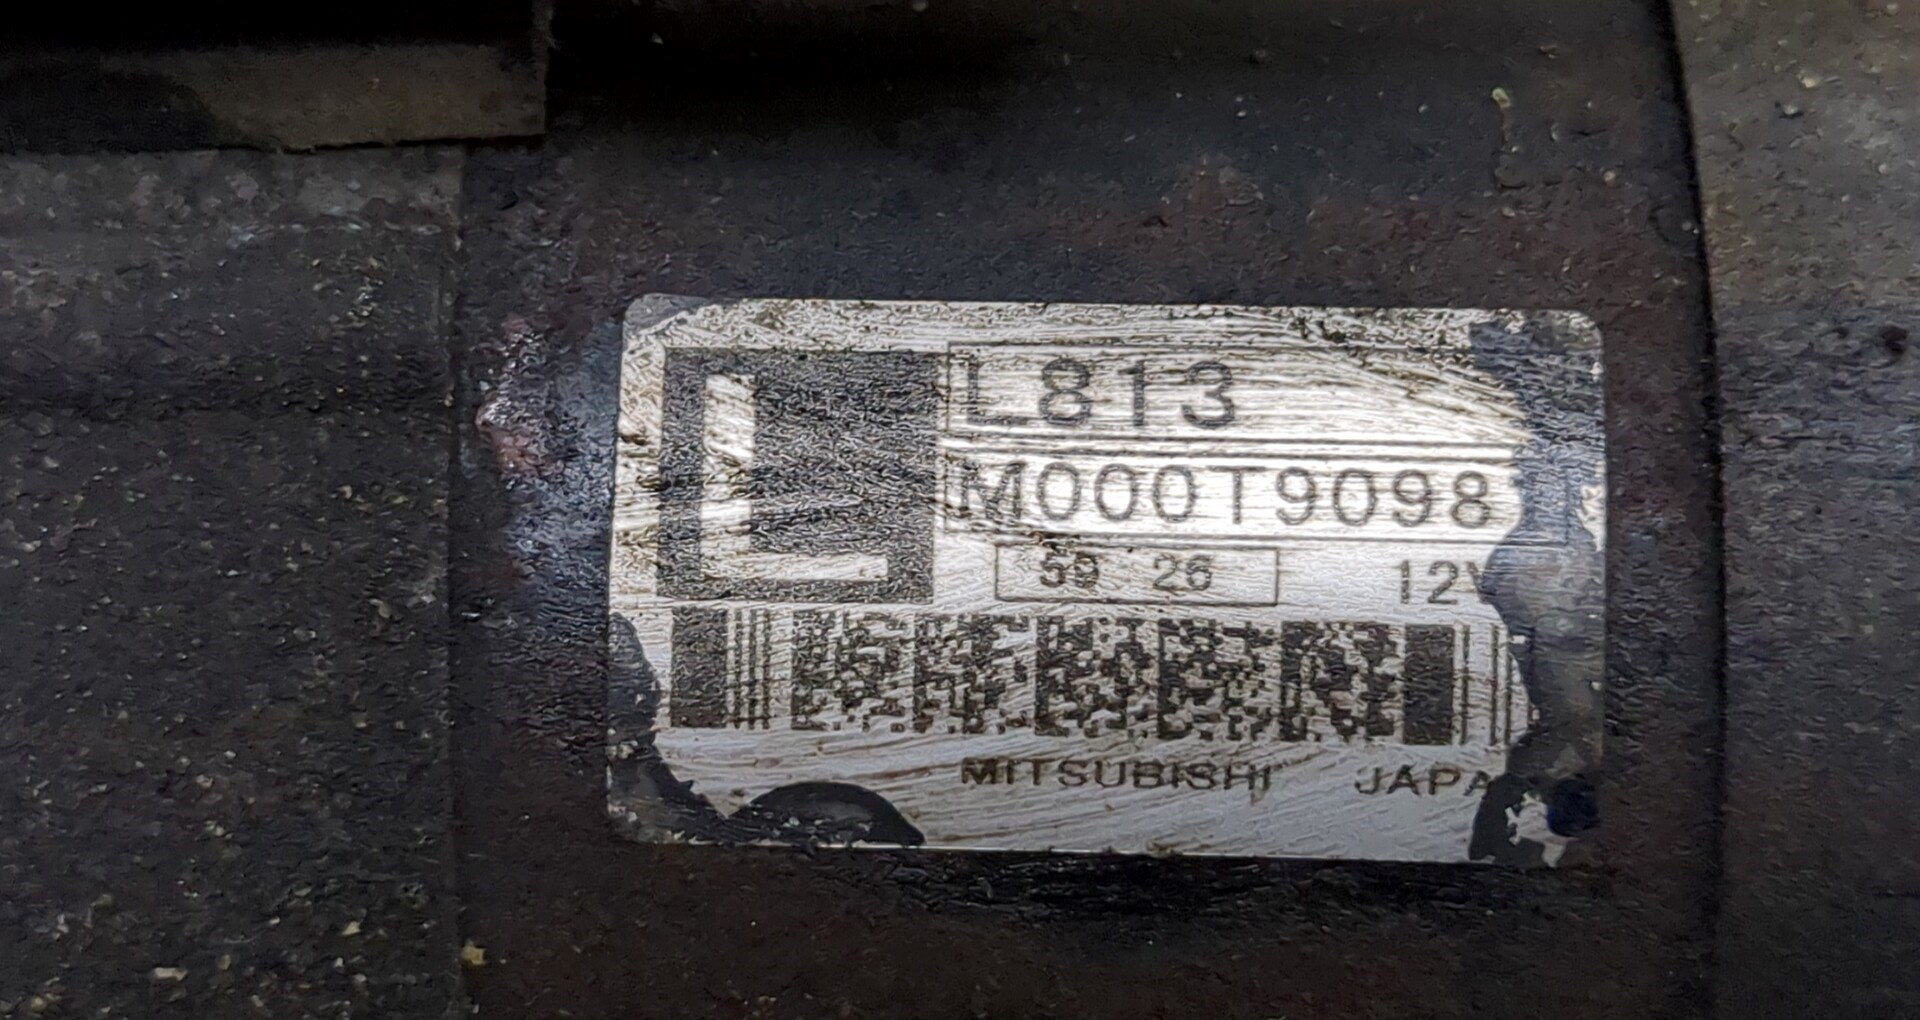 L
L813
M000T9098
59 26 12V
MITSUBISHI JAPA